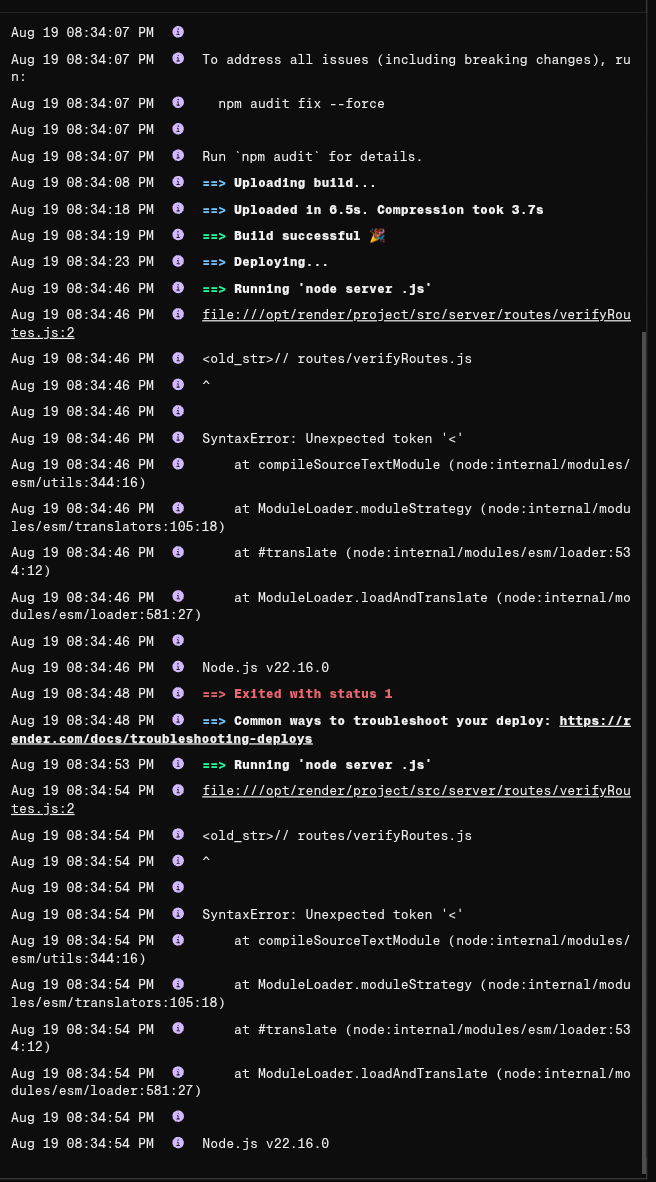 Aug 19 08:34:07 PM
Aug 19 08:34:07 PM To address all issues (including breaking changes), ru
n:
Aug 19 08:34:07 PM npm audit fix --force
Aug 19 08:34:07 PM
Aug 19 08:34:07 PM Run `npm audit` for details.
Aug 19 08:34:08 PM ==> Uploading build...
Aug 19 08:34:18 PM ==> Uploaded in 6.5s. Compression took 3.7s
Aug 19 08:34:19 PM ==> Build successful 🎉
Aug 19 08:34:23 PM ==> Deploying...
Aug 19 08:34:46 PM ==> Running 'node server .js'
Aug 19 08:34:46 PM file:///opt/render/project/src/server/routes/verifyRou
tes.js:2
Aug 19 08:34:46 PM <old_str>// routes/verifyRoutes.js
Aug 19 08:34:46 PM ^
Aug 19 08:34:46 PM
Aug 19 08:34:46 PM SyntaxError: Unexpected token '<'
Aug 19 08:34:46 PM at compileSourceTextModule (node:internal/modules/
esm/utils:344:16)
Aug 19 08:34:46 PM at ModuleLoader.moduleStrategy (node:internal/modu
les/esm/translators:105:18)
Aug 19 08:34:46 PM at #translate (node:internal/modules/esm/loader:53
4:12)
Aug 19 08:34:46 PM at ModuleLoader.loadAndTranslate (node:internal/mo
dules/esm/loader:581:27)
Aug 19 08:34:46 PM
Aug 19 08:34:46 PM Node.js v22.16.0
Aug 19 08:34:48 PM ==> Exited with status 1
Aug 19 08:34:48 PM ==> Common ways to troubleshoot your deploy: https://r
ender.com/docs/troubleshooting-deploys
Aug 19 08:34:53 PM ==> Running 'node server .js'
Aug 19 08:34:54 PM file:///opt/render/project/src/server/routes/verifyRou
tes.js:2
Aug 19 08:34:54 PM <old_str>// routes/verifyRoutes.js
Aug 19 08:34:54 PM ^
Aug 19 08:34:54 PM
Aug 19 08:34:54 PM SyntaxError: Unexpected token '<'
Aug 19 08:34:54 PM at compileSourceTextModule (node:internal/modules/
esm/utils:344:16)
Aug 19 08:34:54 PM at ModuleLoader.moduleStrategy (node:internal/modu
les/esm/translators:105:18)
Aug 19 08:34:54 PM at #translate (node:internal/modules/esm/loader:53
4:12)
Aug 19 08:34:54 PM at ModuleLoader.loadAndTranslate (node:internal/mo
dules/esm/loader:581:27)
Aug 19 08:34:54 PM
Aug 19 08:34:54 PM Node.js v22.16.0